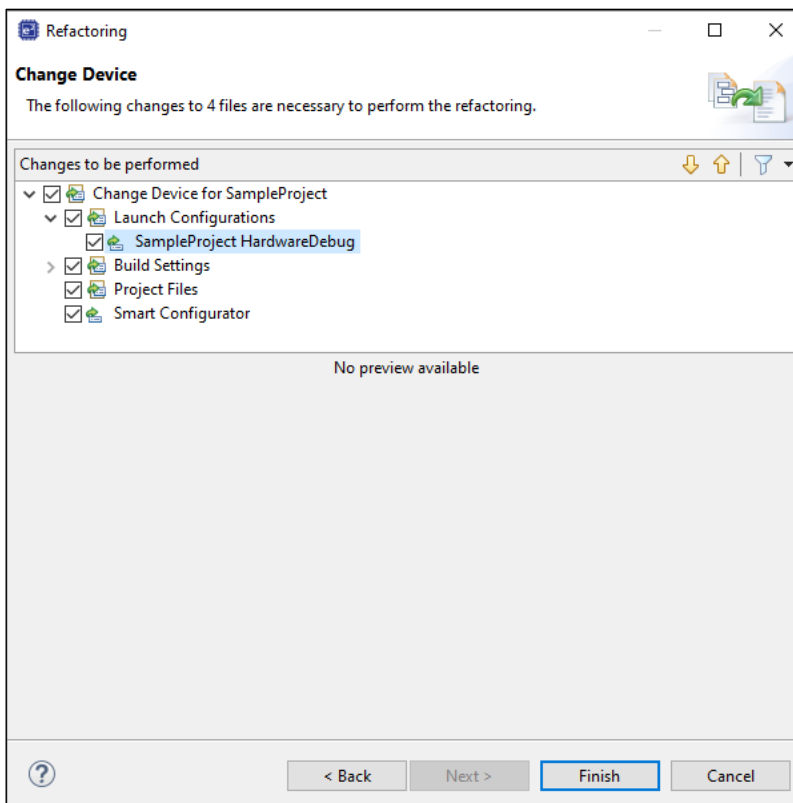 Refactoring
Change Device
The following changes to 4 files are necessary to perform the refactoring.
Changes to be performed
Change Device for SampleProject
Launch Configurations
SampleProject HardwareDebug
Build Settings
Project Files
Smart Configurator
No preview available
?
< Back
Next >
Finish
Cancel